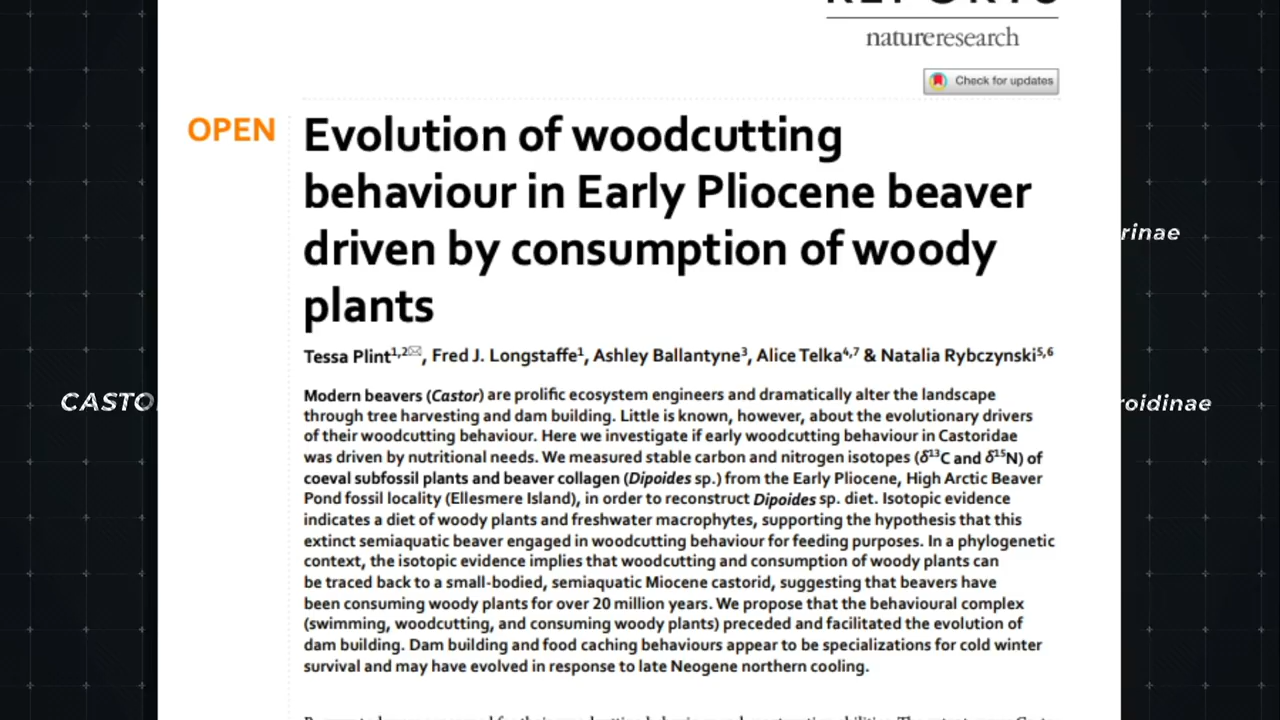 REPORTS
natureresearch
Check for updates
OPEN
Evolution of woodcutting
behaviour in Early Pliocene beaver
driven by consumption of woody
plants
Tessa Plint1,2✉, Fred J. Longstaffe1, Ashley Ballantyne3, Alice Telka4,7 & Natalia Rybczynski5,6
Modern beavers (Castor) are prolific ecosystem engineers and dramatically alter the landscape
through tree harvesting and dam building. Little is known, however, about the evolutionary drivers
of their woodcutting behaviour. Here we investigate if early woodcutting behaviour in Castoridae
was driven by nutritional needs. We measured stable carbon and nitrogen isotopes (δ13C and δ15N) of
coeval subfossil plants and beaver collagen (Dipoides sp.) from the Early Pliocene, High Arctic Beaver
Pond fossil locality (Ellesmere Island), in order to reconstruct Dipoides sp. diet. Isotopic evidence
indicates a diet of woody plants and freshwater macrophytes, supporting the hypothesis that this
extinct semiaquatic beaver engaged in woodcutting behaviour for feeding purposes. In a phylogenetic
context, the isotopic evidence implies that woodcutting and consumption of woody plants can
be traced back to a small-bodied, semiaquatic Miocene castorid, suggesting that beavers have
been consuming woody plants for over 20 million years. We propose that the behavioural complex
(swimming, woodcutting, and consuming woody plants) preceded and facilitated the evolution of
dam building. Dam building and food caching behaviours appear to be specializations for cold winter
survival and may have evolved in response to late Neogene northern cooling.
CASTO
rinae
roidinae